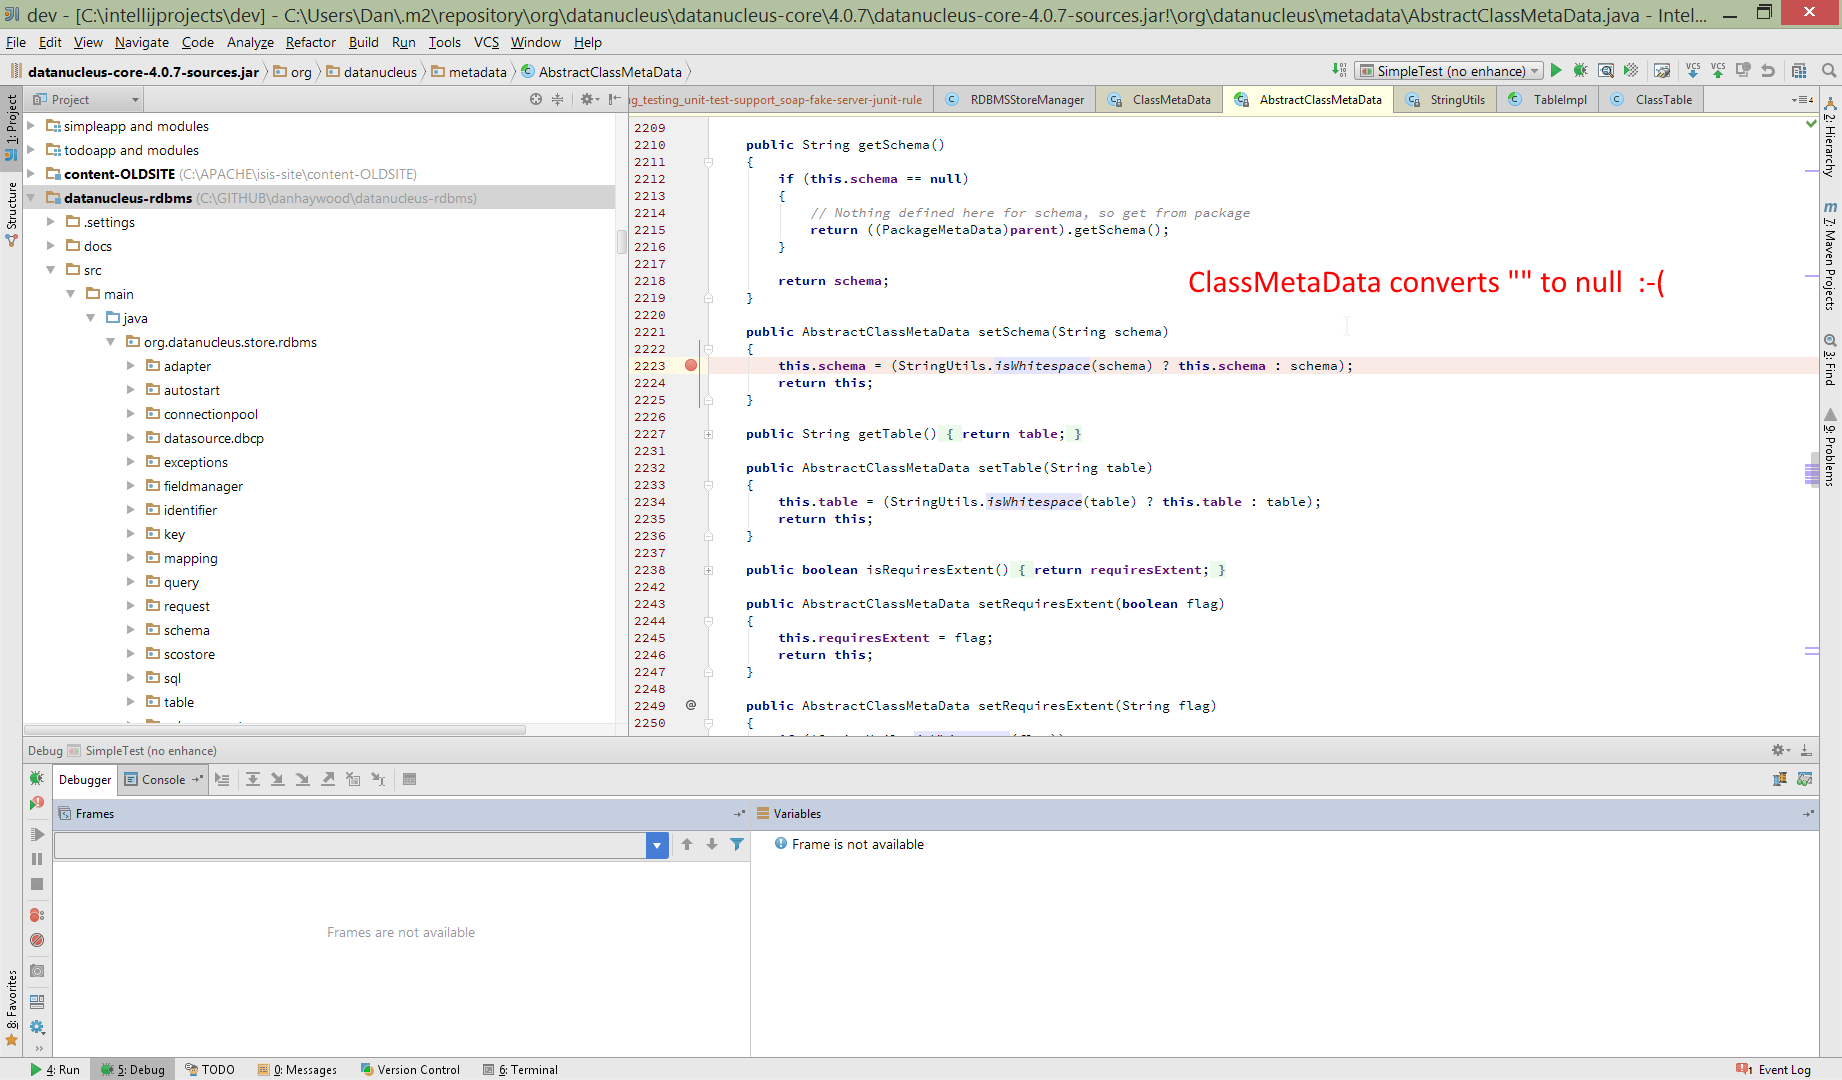 dev - [C:\intellijprojects\dev] - C:\Users\Dan\.m2\repository\org\datanucleus\datanucleus-core\4.0.7\datanucleus-core-4.0.7-sources.jar!\org\datanucleus\metadata\AbstractClassMetaData.java - Intel...
File Edit View Navigate Code Analyze Refactor Build Run Tools VCS Window Help
datanucleus-core-4.0.7-sources.jar org datanucleus metadata AbstractClassMetaData
SimpleTest (no enhance)
Project
ng_testing_unit-test-support_soap-fake-server-junit-rule RDBMSStoreManager ClassMetaData AbstractClassMetaData StringUtils TableImpl ClassTable
1: Project
Structure
8: Favorites
simpleapp and modules
todoapp and modules
content-OLDSITE (C:\APACHE\isis-site\content-OLDSITE)
datanucleus-rdbms (C:\GITHUB\danhaywood\datanucleus-rdbms)
.settings
docs
src
main
java
org.datanucleus.store.rdbms
adapter
autostart
connectionpool
datasource.dbcp
exceptions
fieldmanager
identifier
key
mapping
query
request
schema
scostore
sql
table
2209
2210 public String getSchema()
2211 {
2212 if (this.schema == null)
2213 {
2214 // Nothing defined here for schema, so get from package
2215 return ((PackageMetaData)parent).getSchema();
2216 }
2217
2218 return schema;
2219 }
2220
2221 public AbstractClassMetaData setSchema(String schema)
2222 {
2223 this.schema = (StringUtils.isWhitespace(schema) ? this.schema : schema);
2224 return this;
2225 }
2226
2227 public String getTable() { return table; }
2231
2232 public AbstractClassMetaData setTable(String table)
2233 {
2234 this.table = (StringUtils.isWhitespace(table) ? this.table : table);
2235 return this;
2236 }
2237
2238 public boolean isRequiresExtent() { return requiresExtent; }
2242
2243 public AbstractClassMetaData setRequiresExtent(boolean flag)
2244 {
2245 this.requiresExtent = flag;
2246 return this;
2247 }
2248
2249 @ public AbstractClassMetaData setRequiresExtent(String flag)
2250 {
ClassMetaData converts "" to null :-(
2: Hierarchy
7: Maven Projects
3: Find
9: Problems
Debug SimpleTest (no enhance)
Debugger Console
Frames
Variables
Frame is not available
Frames are not available
4: Run 5: Debug TODO 0: Messages Version Control 6: Terminal 1 Event Log